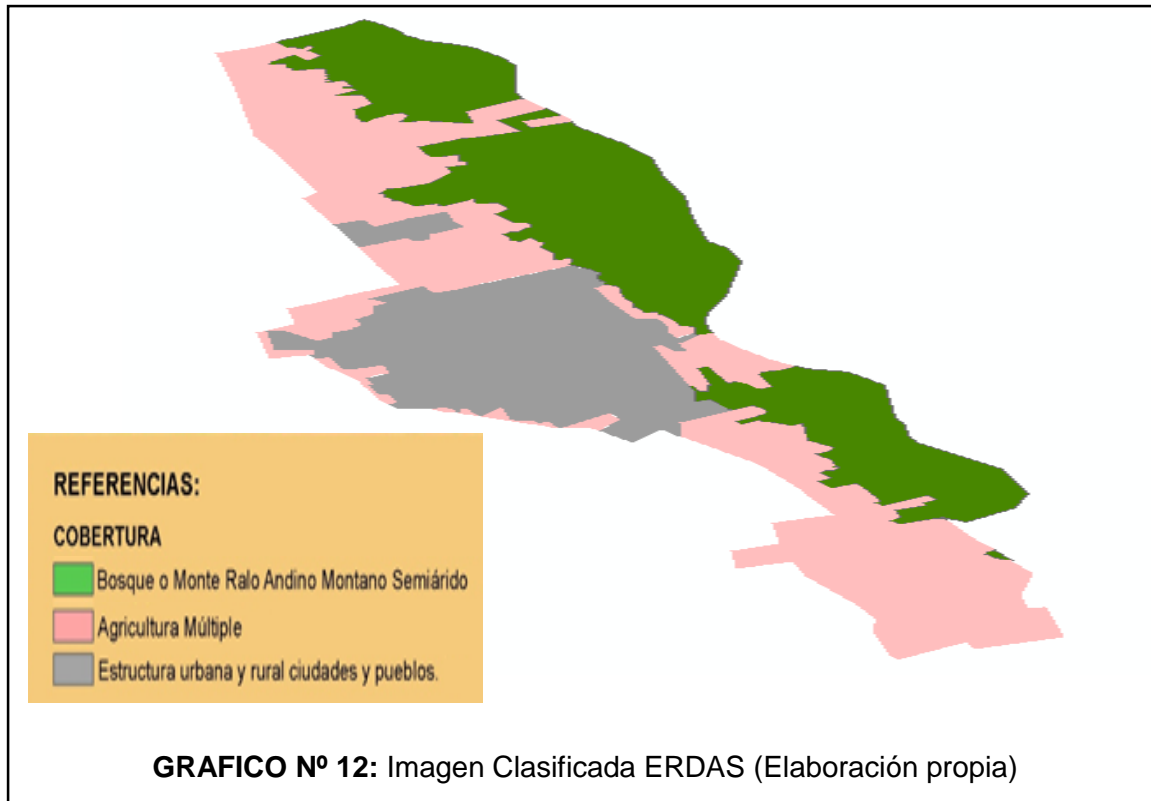 REFERENCIAS:
COBERTURA
Bosque o Monte Ralo Andino Montano Semiárido
Agricultura Múltiple
Estructura urbana y rural ciudades y pueblos.
GRAFICO Nº 12: Imagen Clasificada ERDAS (Elaboración propia)